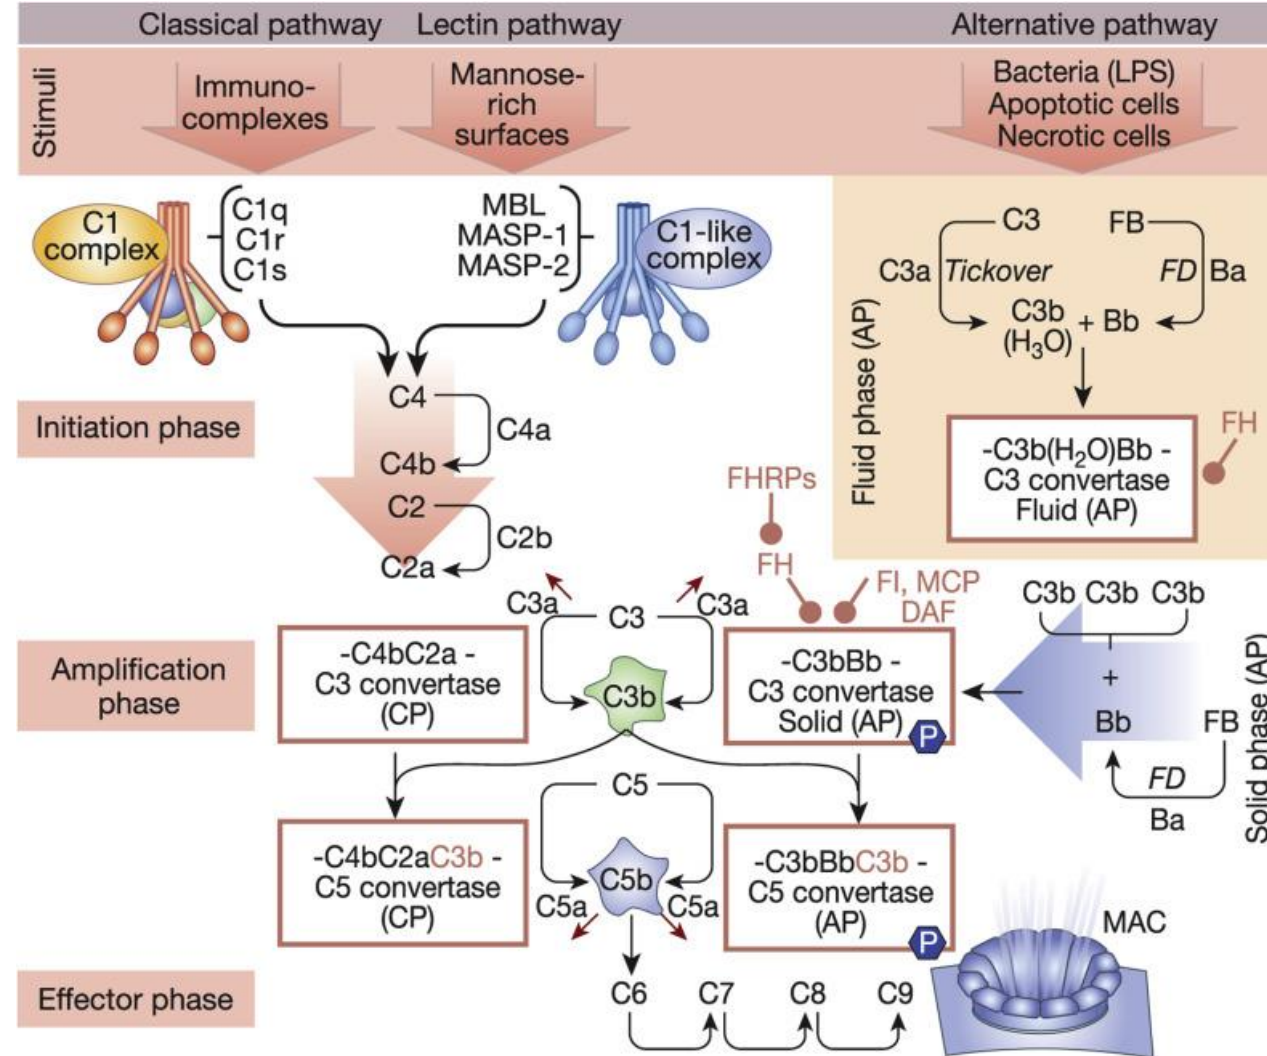 Classical pathway
Lectin pathway
Alternative pathway
Stimuli
Immuno-
complexes
Mannose-
rich
surfaces
Bacteria (LPS)
Apoptotic cells
Necrotic cells
C1
complex
C1q
C1r
C1s
MBL
MASP-1
MASP-2
C1-like
complex
C3
FB
C3a
Tickover
FD
Ba
C3b
(H3O)
+ Bb
Fluid phase (AP)
-C3b(H2O)Bb -
C3 convertase
Fluid (AP)
FH
Initiation phase
C4
C4a
C4b
C2
C2b
C2a
FHRPs
FH
FI, MCP
DAF
C3b C3b C3b
+
Bb
FB
FD
Ba
Solid phase (AP)
Amplification
phase
-C4bC2a -
C3 convertase
(CP)
C3a
C3
C3a
C3b
-C3bBb -
C3 convertase
Solid (AP)
P
-C4bC2aC3b -
C5 convertase
(CP)
C5
C5b
C5a
C5a
-C3bBbC3b -
C5 convertase
(AP)
P
MAC
Effector phase
C6
C7
C8
C9